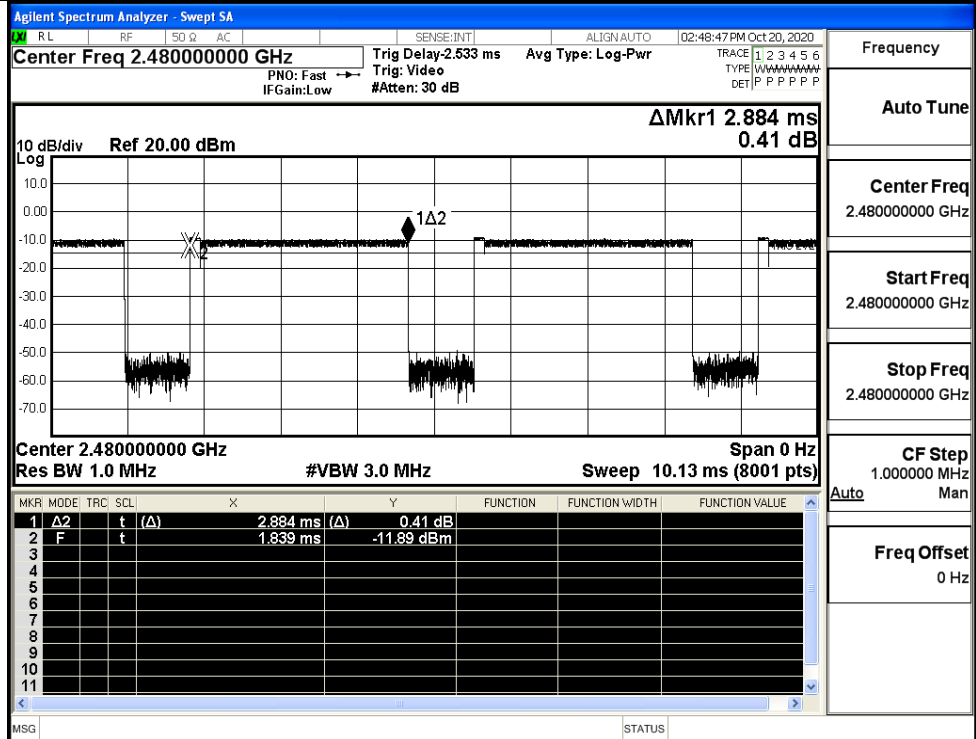 Agilent Spectrum Analyzer - Swept SA
LXI RL RF 50 Ω AC SENSE:INT ALIGNAUTO 02:48:47 PM Oct 20, 2020
Center Freq 2.480000000 GHz
PNO: Fast
IFGain:Low
Trig Delay-2.533 ms
Trig: Video
#Atten: 30 dB
Avg Type: Log-Pwr
TRACE 1 2 3 4 5 6
TYPE
DET P P P P P P
ΔMkr1 2.884 ms
0.41 dB
10 dB/div Ref 20.00 dBm
Log
10.0
0.00
-10.0
-20.0
-30.0
-40.0
-50.0
-60.0
-70.0
1Δ2
2
Center 2.480000000 GHz Span 0 Hz
Res BW 1.0 MHz #VBW 3.0 MHz Sweep 10.13 ms (8001 pts)
MKR MODE TRC SCL X Y FUNCTION FUNCTION WIDTH FUNCTION VALUE
1 Δ2 t (Δ) 2.884 ms (Δ) 0.41 dB
2 F t 1.839 ms -11.89 dBm
3
4
5
6
7
8
9
10
11
MSG STATUS
Frequency
Auto Tune
Center Freq
2.480000000 GHz
Start Freq
2.480000000 GHz
Stop Freq
2.480000000 GHz
CF Step
1.000000 MHz
Auto Man
Freq Offset
0 Hz